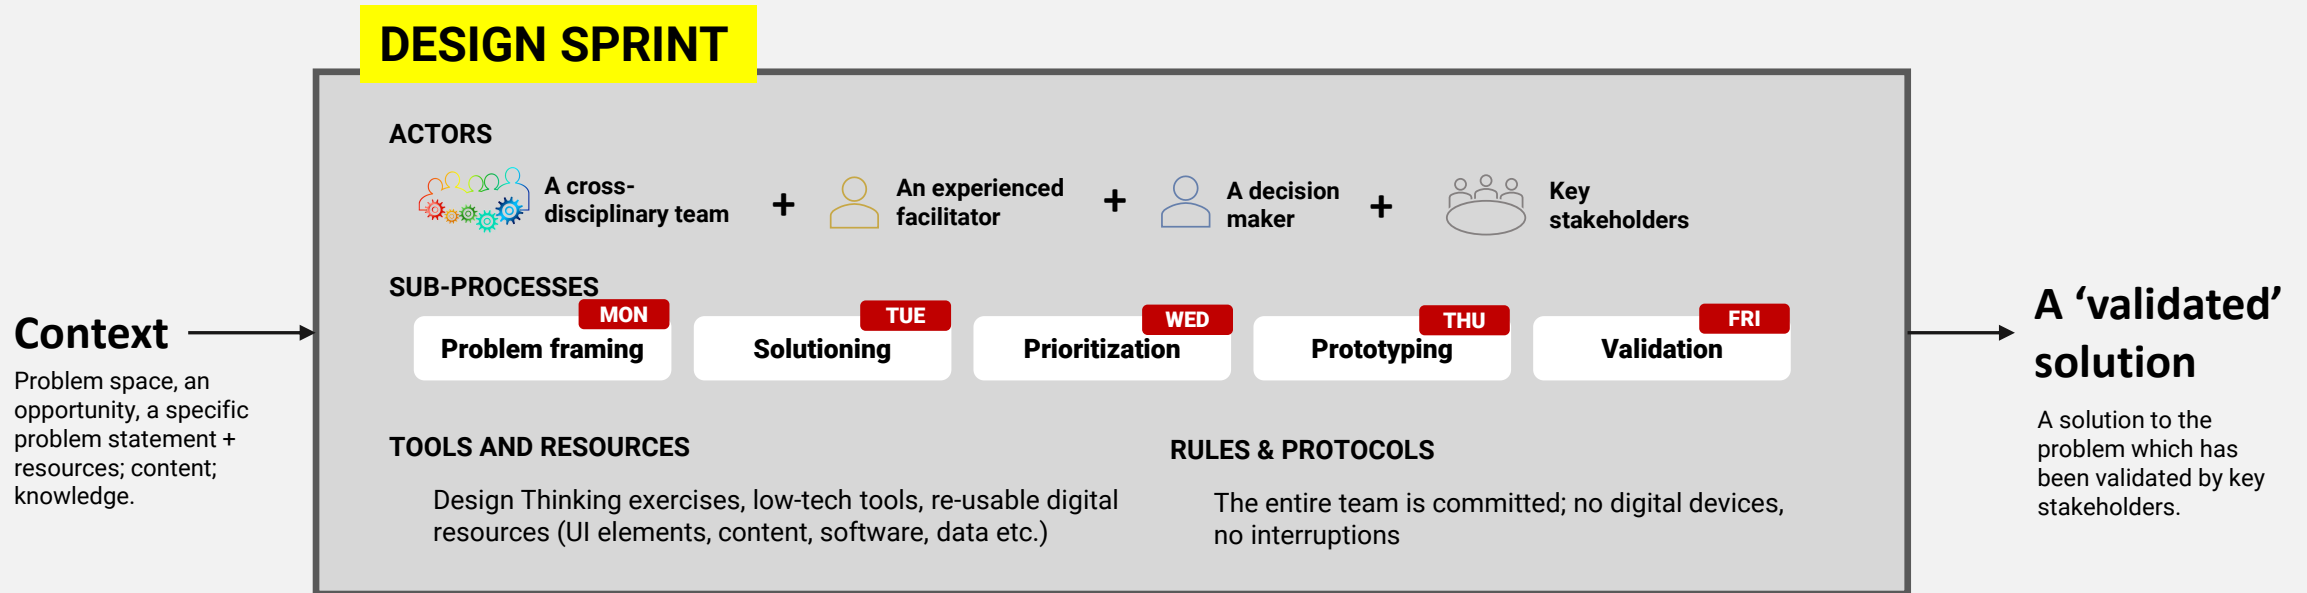 DESIGN SPRINT
ACTORS
A cross-
disciplinary team
+
An experienced
facilitator
+
A decision
maker
+
Key
stakeholders
SUB-PROCESSES
MON
Problem framing
TUE
Solutioning
WED
Prioritization
THU
Prototyping
FRI
Validation
TOOLS AND RESOURCES
Design Thinking exercises, low-tech tools, re-usable digital
resources (UI elements, content, software, data etc.)
RULES & PROTOCOLS
The entire team is committed; no digital devices,
no interruptions
Context
Problem space, an
opportunity, a specific
problem statement +
resources; content;
knowledge.
A ‘validated’
solution
A solution to the
problem which has
been validated by key
stakeholders.